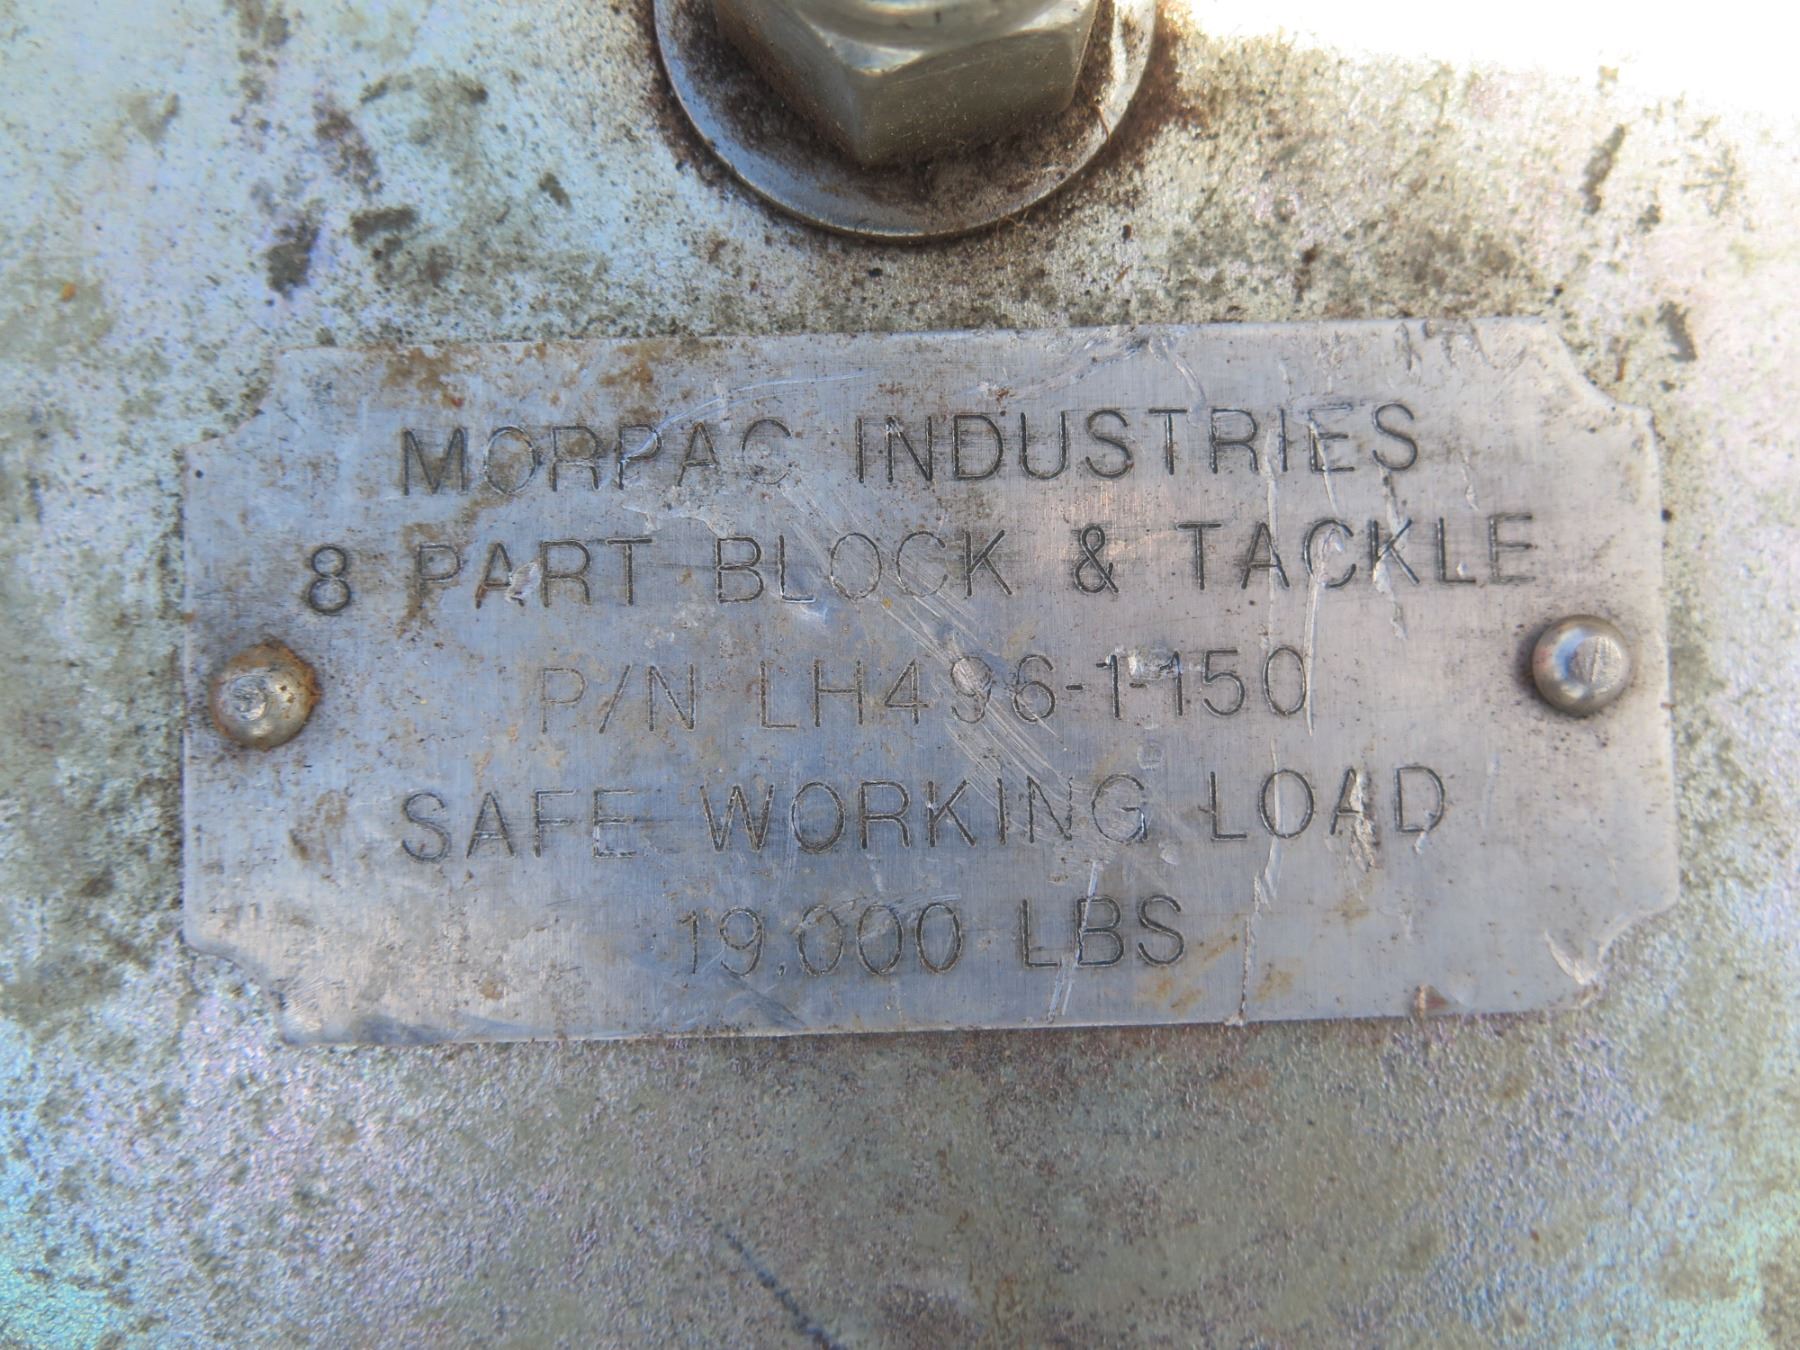 MORPAC INDUSTRIES
8 PART BLOCK & TACKLE
P/N LH496-1-150
SAFE WORKING LOAD
19,000 LBS